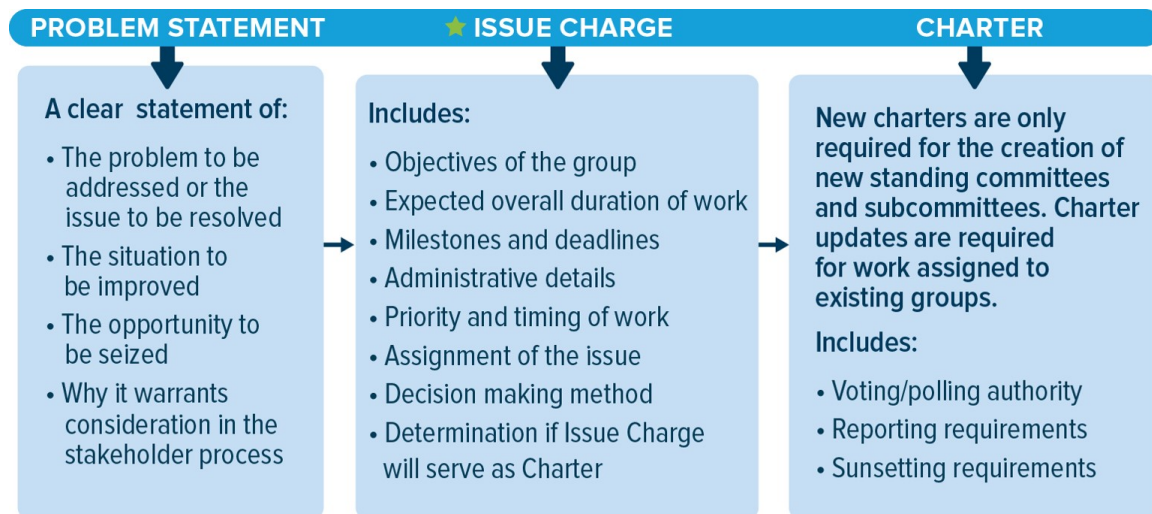 PROBLEM STATEMENT
A clear statement of:
• The problem to be
addressed or the
issue to be resolved
• The situation to
be improved
• The opportunity to
be seized
• Why it warrants
consideration in the
stakeholder process
ISSUE CHARGE
Includes:
• Objectives of the group
• Expected overall duration of work
• Milestones and deadlines
• Administrative details
• Priority and timing of work
• Assignment of the issue
• Decision making method
• Determination if Issue Charge
will serve as Charter
CHARTER
New charters are only
required for the creation of
new standing committees
and subcommittees. Charter
updates are required
for work assigned to
existing groups.
Includes:
• Voting/polling authority
• Reporting requirements
• Sunsetting requirements